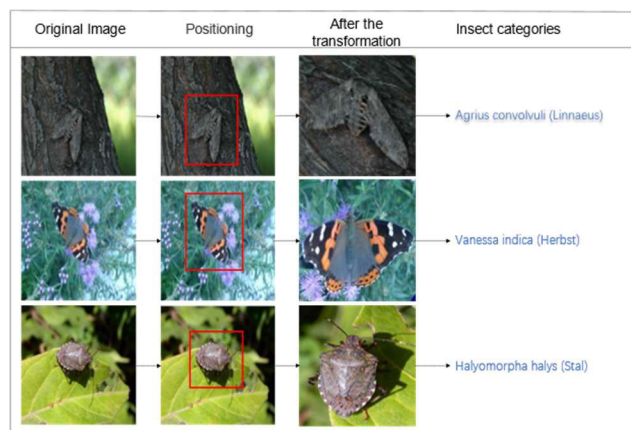 Original Image
Positioning
After the
transformation
Insect categories
Agrius convolvuli (Linnaeus)
Vanessa indica (Herbst)
Halyomorpha halys (Stal)